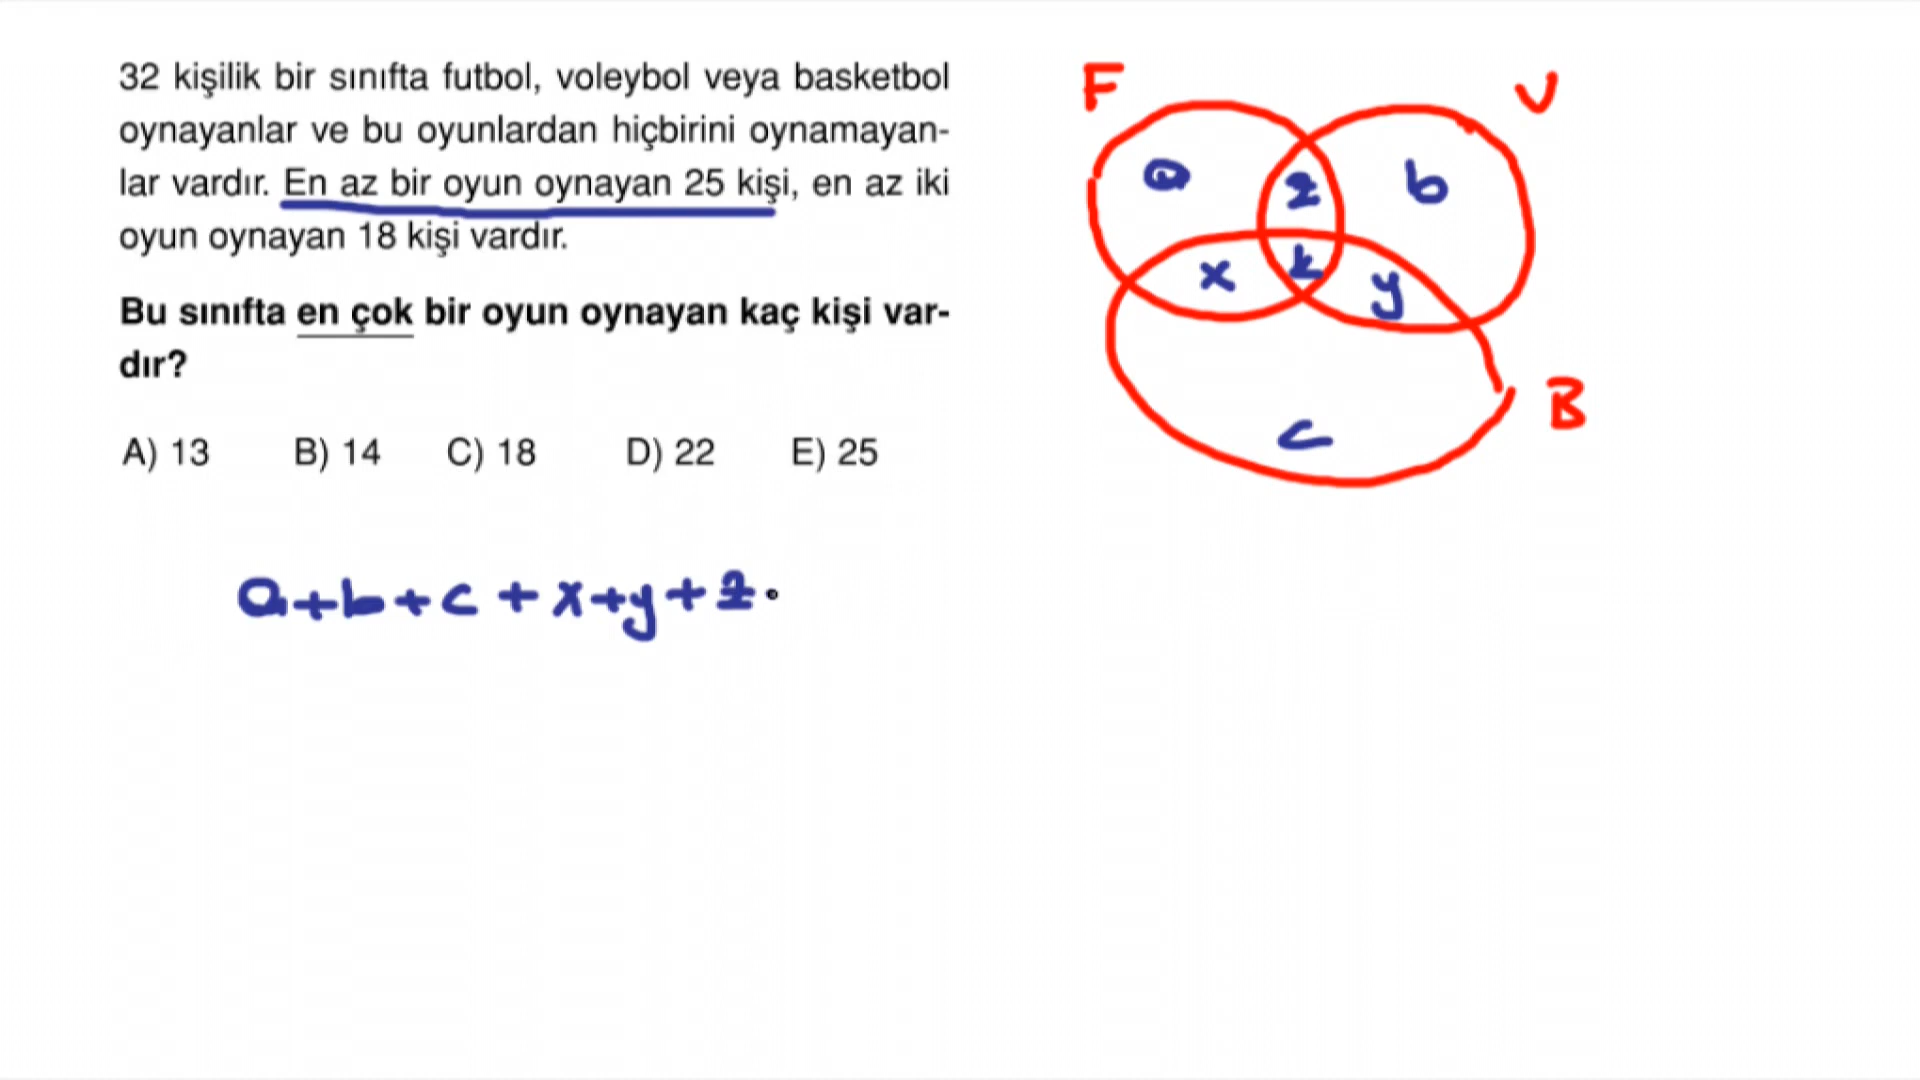 32 kişilik bir sınıfta futbol, voleybol veya basketbol
oynayanlar ve bu oyunlardan hiçbirini oynamayan-
lar vardır. En az bir oyun oynayan 25 kişi, en az iki
oyun oynayan 18 kişi vardır.
Bu sınıfta en çok bir oyun oynayan kaç kişi var-
dır?
A) 13 B) 14 C) 18 D) 22 E) 25
a+b+c+x+y+z
F
V
a
z
b
x
k
y
B
c